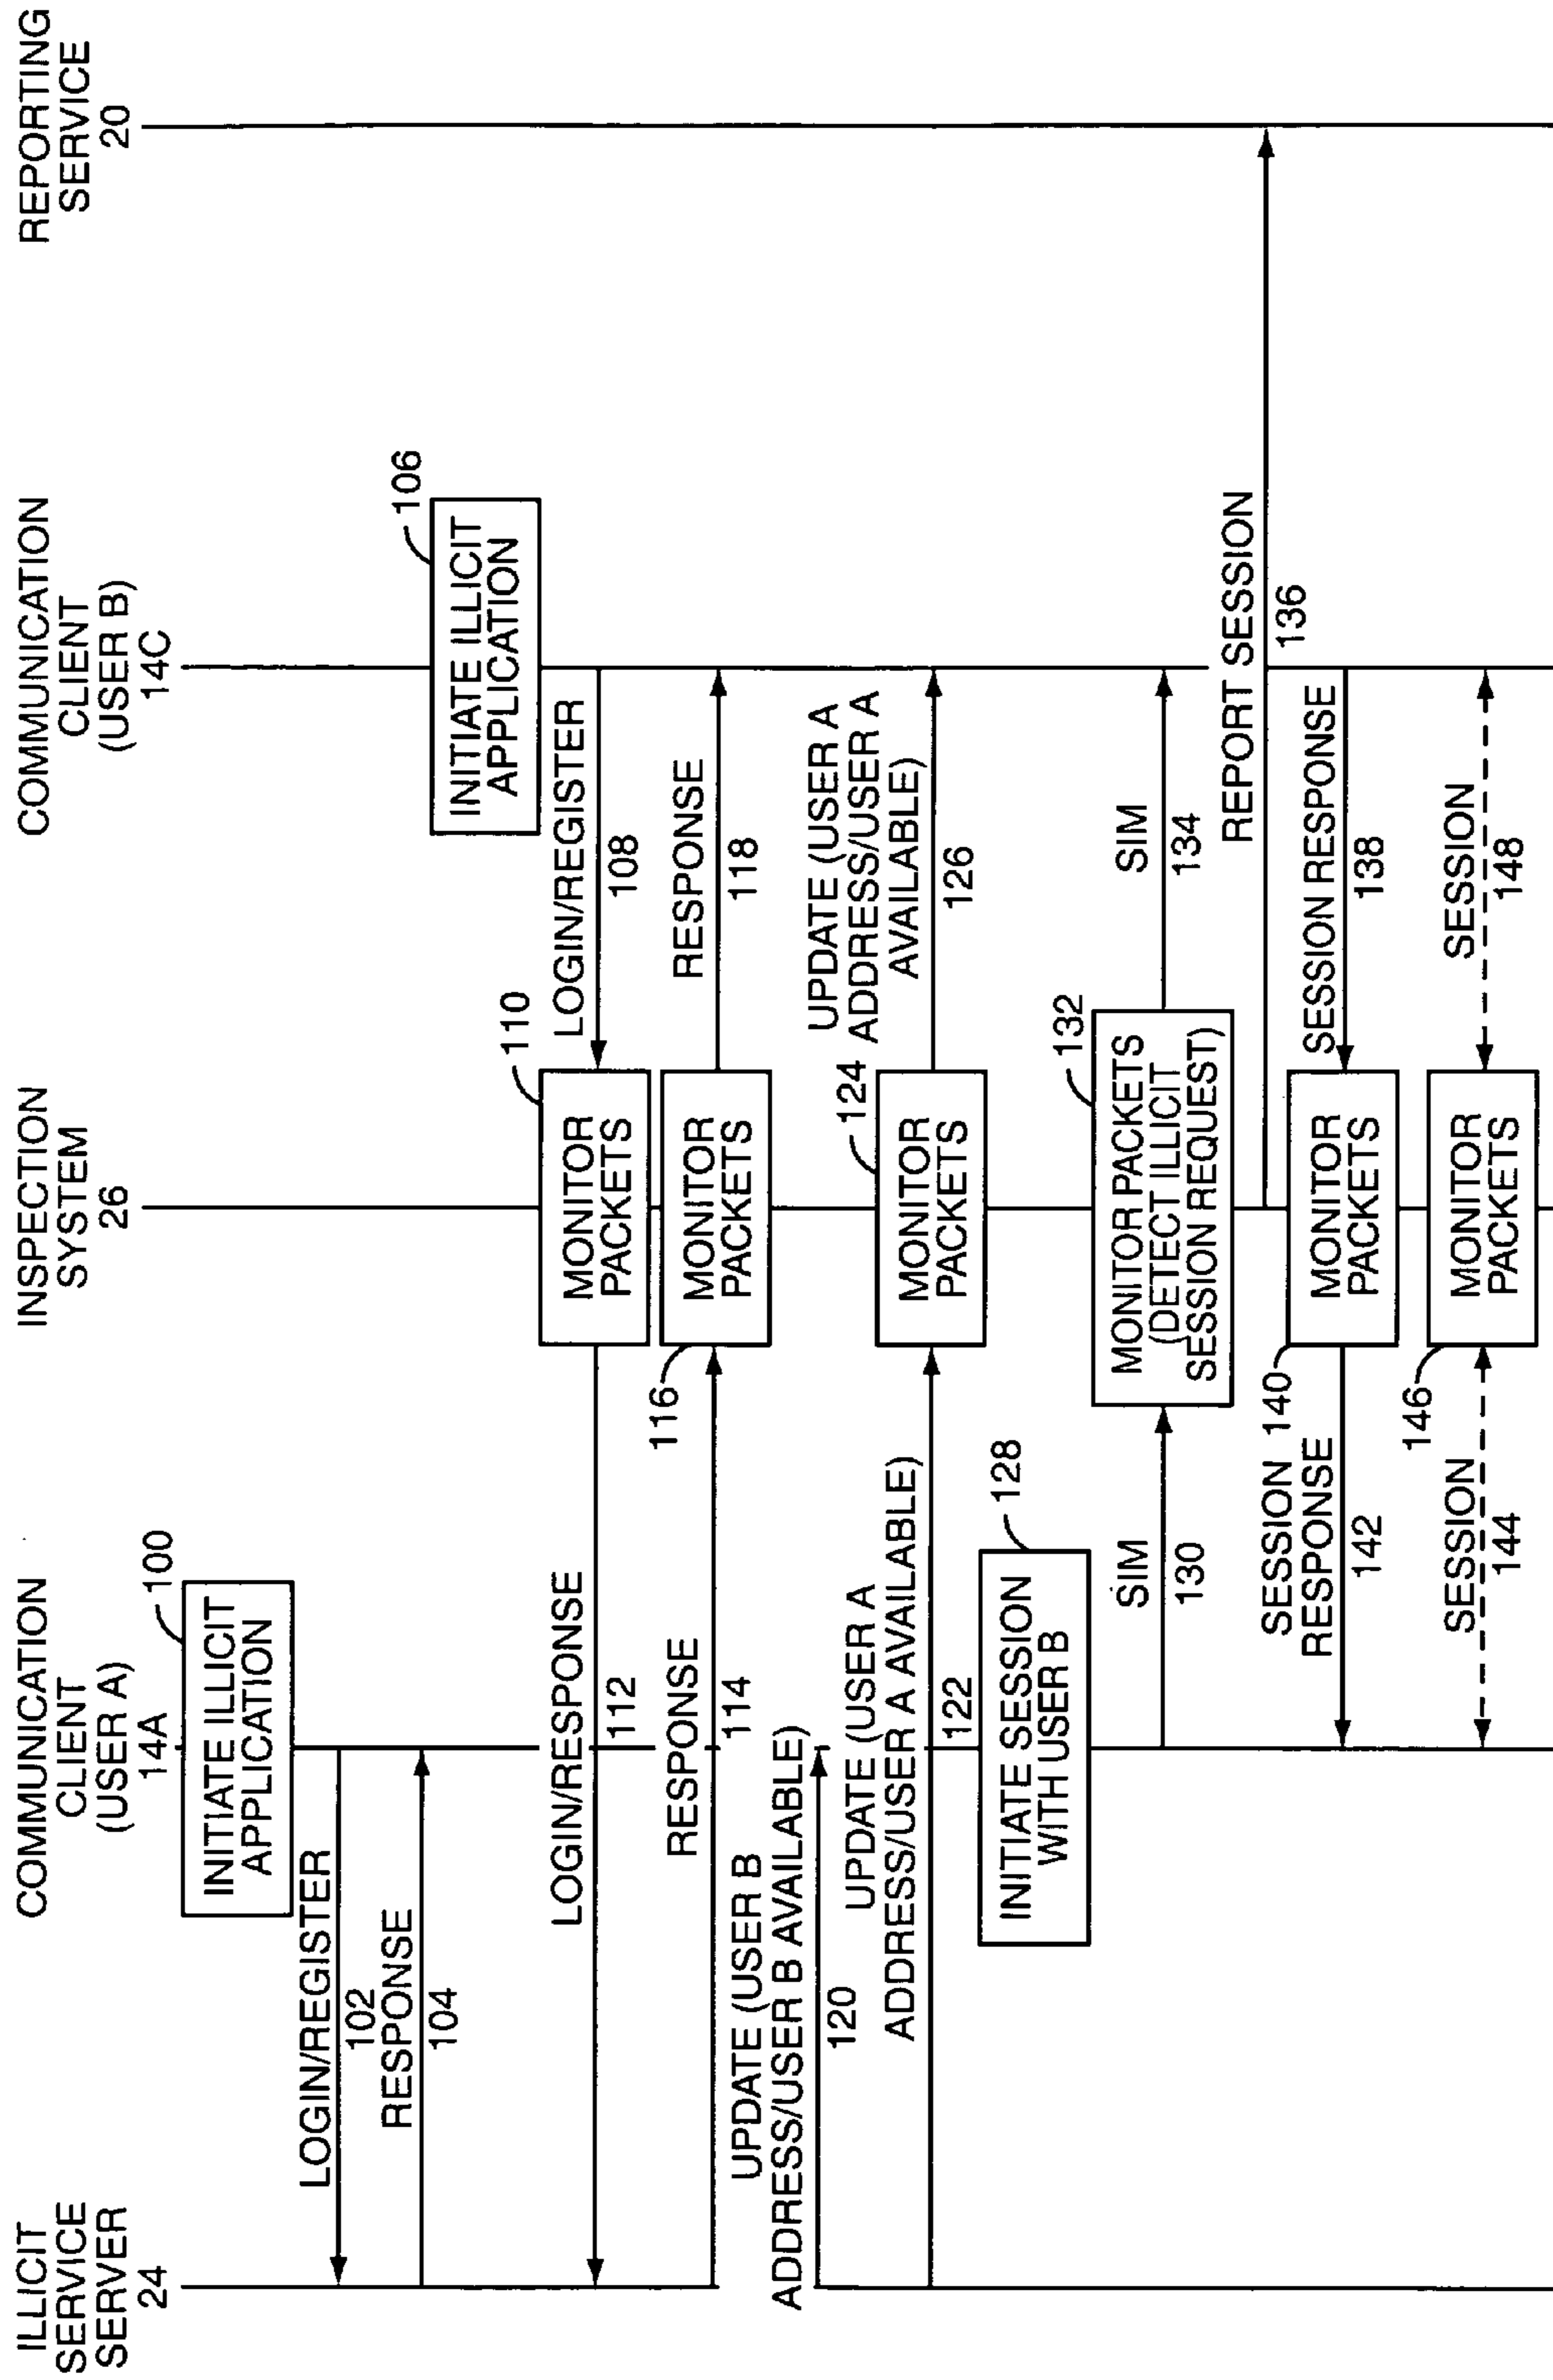 ILLICIT
SERVICE
SERVER
24
COMMUNICATION
CLIENT
(USER A)
14A
INSPECTION
SYSTEM
26
COMMUNICATION
CLIENT
(USER B)
14C
REPORTING
SERVICE
20
INITIATE ILLICIT
APPLICATION
100
LOGIN/REGISTER
102
RESPONSE
104
INITIATE ILLICIT
APPLICATION
106
LOGIN/REGISTER
108
MONITOR
PACKETS
110
LOGIN/RESPONSE
112
RESPONSE
114
MONITOR
PACKETS
116
RESPONSE
118
UPDATE (USER B
ADDRESS/USER B AVAILABLE)
120
UPDATE (USER A
ADDRESS/USER A AVAILABLE)
122
MONITOR
PACKETS
124
UPDATE (USER A
ADDRESS/USER A
AVAILABLE)
126
INITIATE SESSION
WITH USER B
128
SIM
130
MONITOR PACKETS
(DETECT ILLICIT
SESSION REQUEST)
132
SIM
134
REPORT SESSION
136
SESSION RESPONSE
138
MONITOR
PACKETS
140
SESSION
RESPONSE
142
SESSION
144
MONITOR
PACKETS
146
SESSION
148